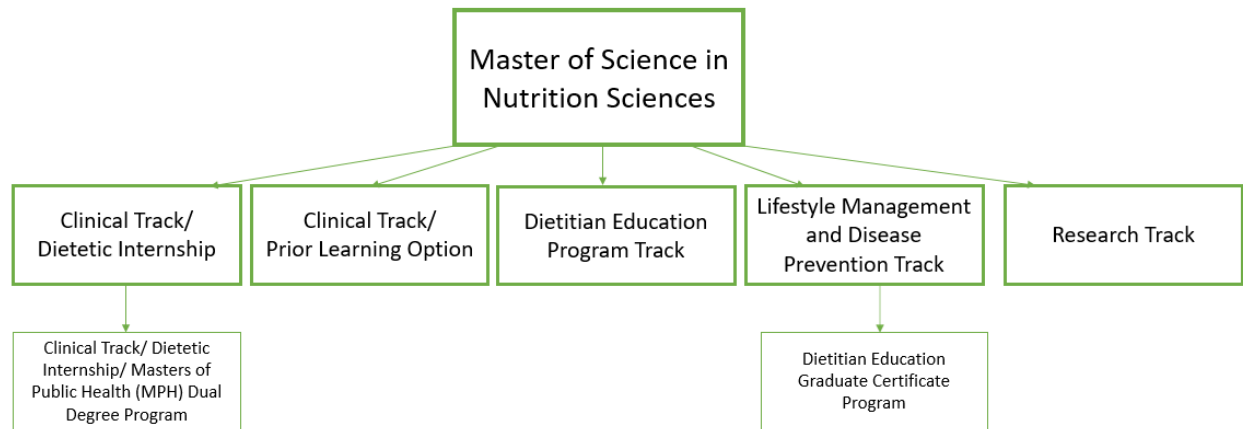 Master of Science in
Nutrition Sciences
Clinical Track/
Dietetic Internship
Clinical Track/
Prior Learning Option
Dietitian Education
Program Track
Lifestyle Management
and Disease
Prevention Track
Research Track
Clinical Track/ Dietetic
Internship/ Masters of
Public Health (MPH) Dual
Degree Program
Dietitian Education
Graduate Certificate
Program